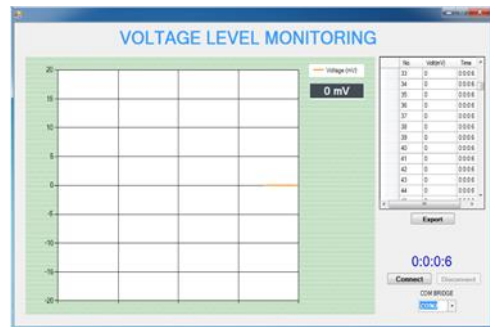 VOLTAGE LEVEL MONITORING
Voltage (mV)
0 mV
20
15
10
5
0
-5
-10
-15
-20
No Volt(mV) Time
33 0 0:0:0:6
34 0 0:0:0:6
35 0 0:0:0:6
36 0 0:0:0:6
37 0 0:0:0:6
38 0 0:0:0:6
39 0 0:0:0:6
40 0 0:0:0:6
41 0 0:0:0:6
42 0 0:0:0:6
43 0 0:0:0:6
44 0 0:0:0:6
Export
0:0:0:6
Connect Disconnect
COM BRIDGE